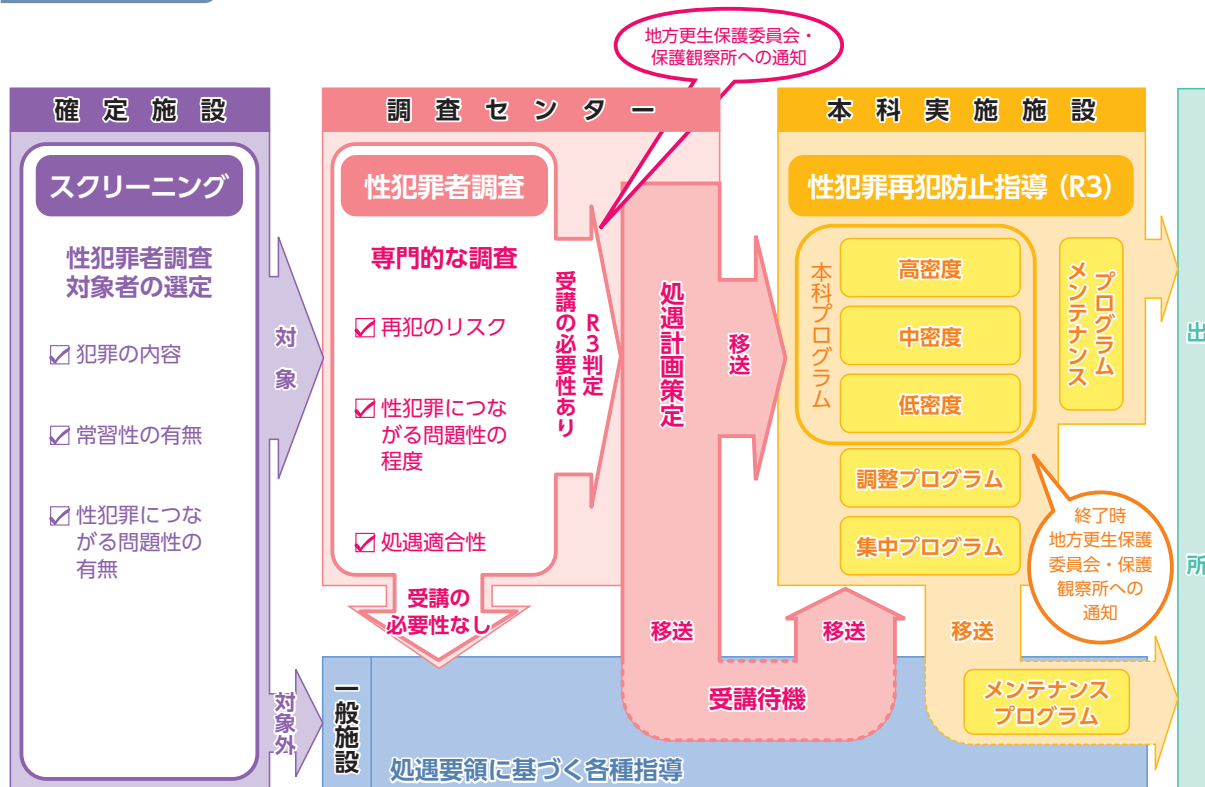 地方更生保護委員会・
保護観察所への通知
確定施設
スクリーニング
性犯罪者調査
対象者の選定
犯罪の内容
常習性の有無
性犯罪につな
がる問題性の
有無
対象
対象外
調査センター
性犯罪者調査
専門的な調査
再犯のリスク
性犯罪につな
がる問題性の
程度
処遇適合性
R3判定
受講の必要性あり
受講の
必要性なし
処遇計画策定
移送
移送
受講待機
移送
本科実施施設
性犯罪再犯防止指導(R3)
本科プログラム
高密度
中密度
低密度
調整プログラム
集中プログラム
メンテナンス
プログラム
終了時
地方更生保護
委員会・保護
観察所への
通知
移送
メンテナンス
プログラム
一般施設
処遇要領に基づく各種指導
出所